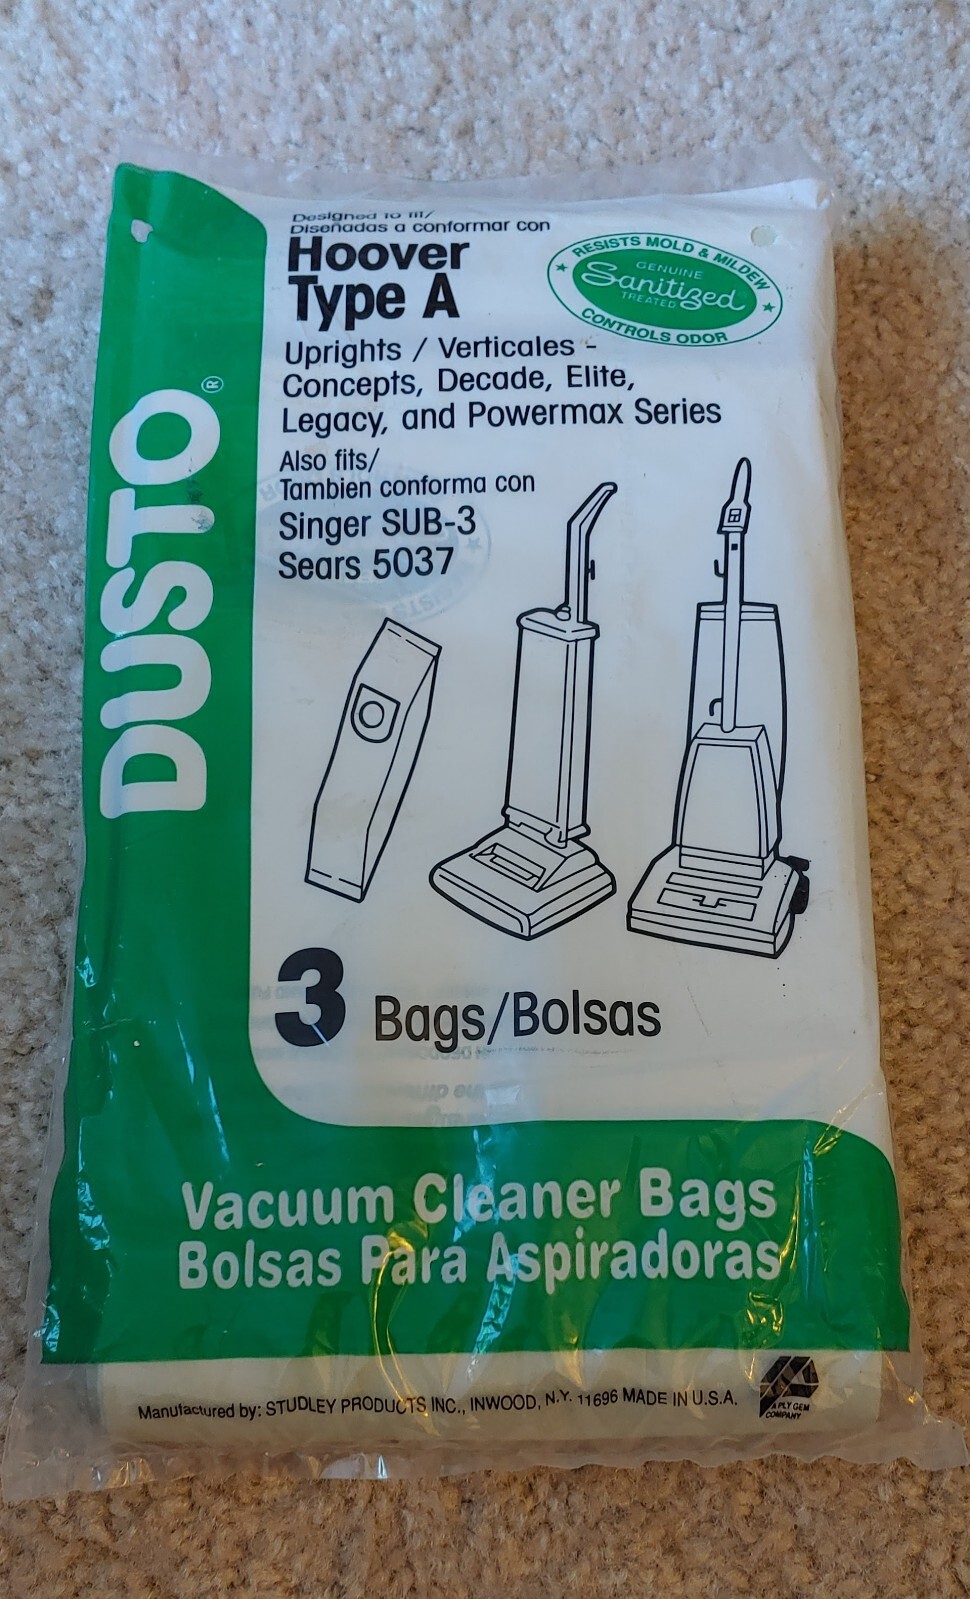 Designed to fit/
Diseñadas a conformar con
Hoover
Type A
RESISTS MOLD & MILDEW
GENUINE
Sanitized®
TREATED
CONTROLS ODOR
Uprights / Verticales -
Concepts, Decade, Elite,
Legacy, and Powermax Series
Also fits/
Tambien conforma con
Singer SUB-3
Sears 5037
DUSTO®
3 Bags/Bolsas
Vacuum Cleaner Bags
Bolsas Para Aspiradoras
Manufactured by: STUDLEY PRODUCTS INC., INWOOD, N.Y. 11696 MADE IN U.S.A.
A PLY GEM
COMPANY